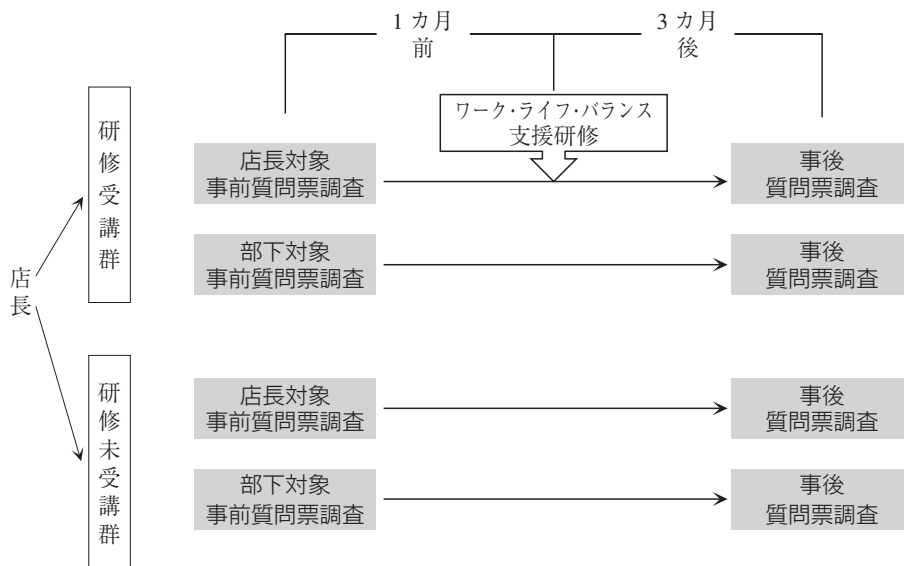 1カ月
前
3カ月
後
ワーク・ライフ・バランス
支援研修
研修受講群
店長対象
事前質問票調査
事後
質問票調査
部下対象
事前質問票調査
事後
質問票調査
店長
研修未受講群
店長対象
事前質問票調査
事後
質問票調査
部下対象
事前質問票調査
事後
質問票調査